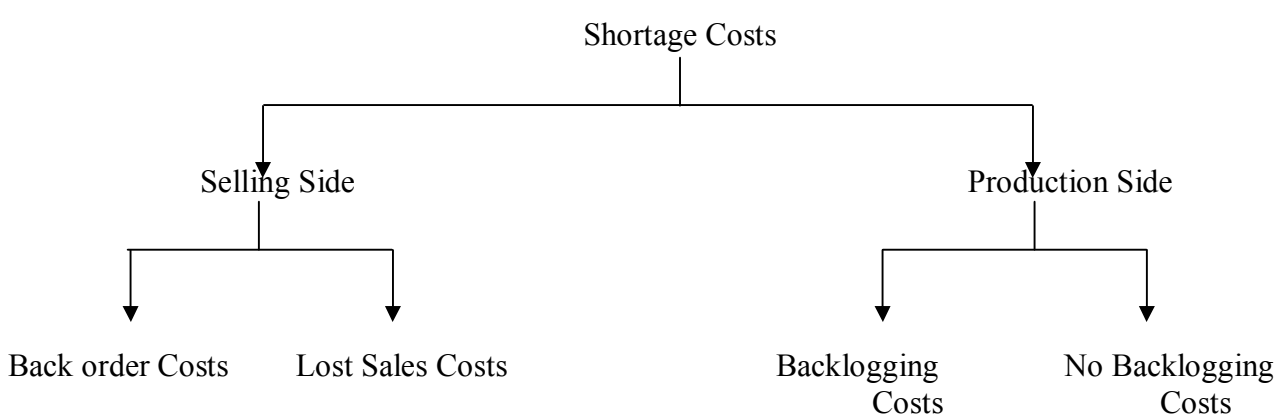 Shortage Costs
Selling Side
Production Side
Back order Costs
Lost Sales Costs
Backlogging
Costs
No Backlogging
Costs